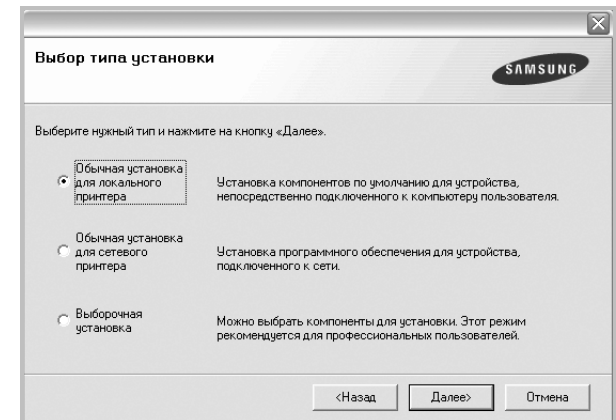 Выбор типа установки
SAMSUNG
Выберите нужный тип и нажмите на кнопку «Далее».
Обычная установка
для локального
принтера
Установка компонентов по умолчанию для устройства,
непосредственно подключенного к компьютеру пользователя.
Обычная установка
для сетевого
принтера
Установка программного обеспечения для устройства,
подключенного к сети.
Выборочная
установка
Можно выбрать компоненты для установки. Этот режим
рекомендуется для профессиональных пользователей.
<Назад Далее> Отмена